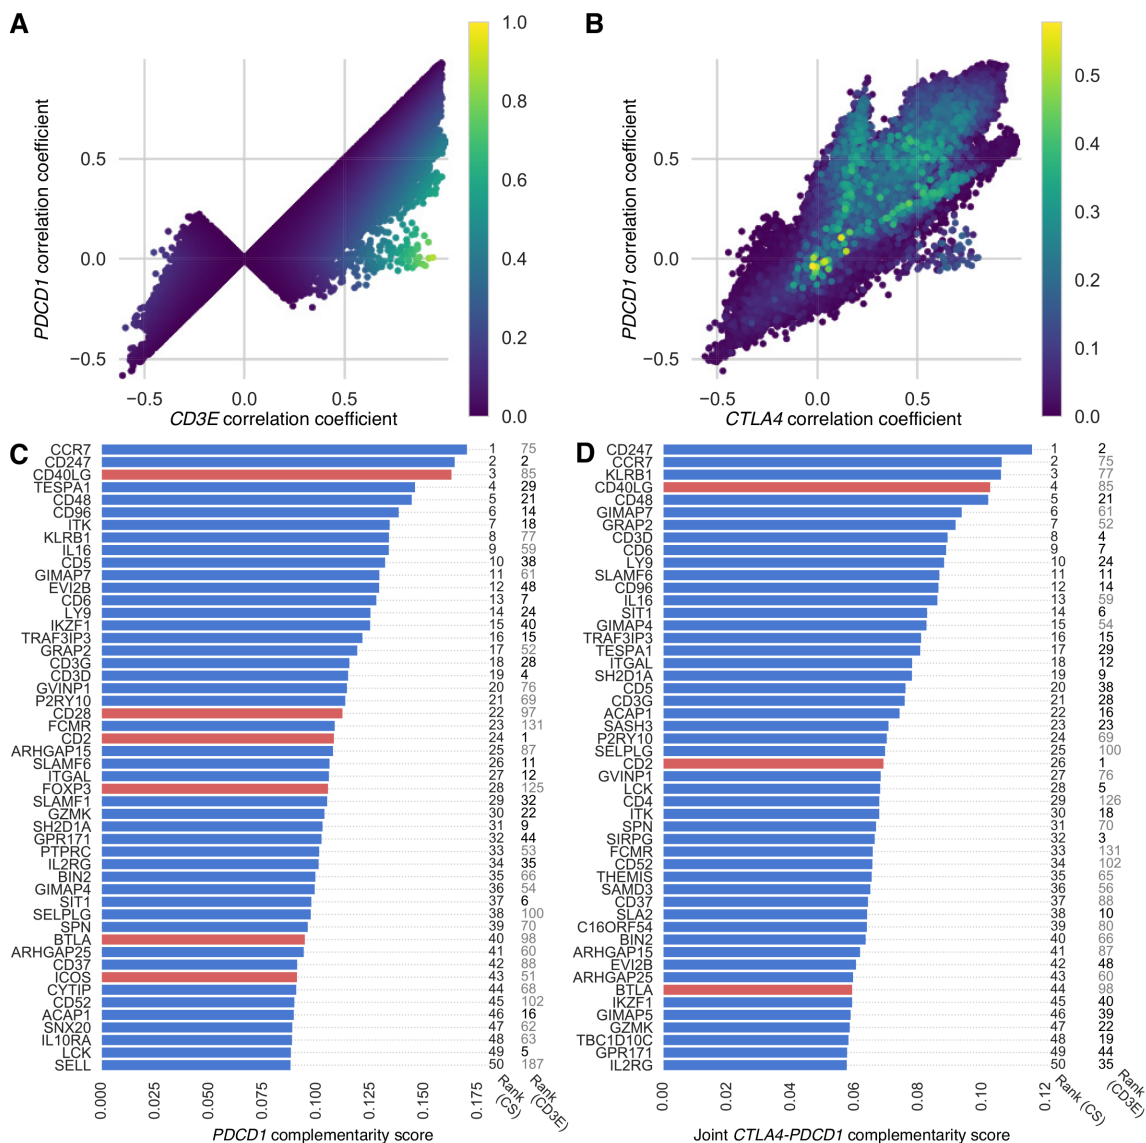 A
B
PDCD1 correlation coefficient
0.5
0.0
−0.5
−0.5
0.0
0.5
CD3E correlation coefficient
1.0
0.8
0.6
0.4
0.2
0.0
PDCD1 correlation coefficient
0.5
0.0
−0.5
−0.5
0.0
0.5
CTLA4 correlation coefficient
0.5
0.4
0.3
0.2
0.1
0.0
C
CCR7 1 75
CD247 2 2
CD40LG 3 85
TESPA1 4 29
CD48 5 21
CD96 6 14
ITK 7 18
KLRB1 8 77
IL16 9 59
CD5 10 38
GIMAP7 11 61
EVI2B 12 48
CD6 13 7
LY9 14 24
IKZF1 15 40
TRAF3IP3 16 15
GRAP2 17 52
CD3G 18 28
CD3D 19 4
GVINP1 20 76
P2RY10 21 69
CD28 22 97
FCMR 23 131
CD2 24 1
ARHGAP15 25 87
SLAMF6 26 11
ITGAL 27 12
FOXP3 28 125
SLAMF1 29 32
GZMK 30 22
SH2D1A 31 9
GPR171 32 44
PTPRC 33 53
IL2RG 34 35
BIN2 35 66
GIMAP4 36 54
SIT1 37 6
SELPLG 38 100
SPN 39 70
BTLA 40 98
ARHGAP25 41 60
CD37 42 88
ICOS 43 51
CYTIP 44 68
CD52 45 102
ACAP1 46 16
SNX20 47 62
IL10RA 48 63
LCK 49 5
SELL 50 187
0.000 0.025 0.050 0.075 0.100 0.125 0.150 0.175
Rank (CS)
Rank (CD3E)
PDCD1 complementarity score
D
CD247 1 2
CCR7 2 75
KLRB1 3 77
CD40LG 4 85
CD48 5 21
GIMAP7 6 61
GRAP2 7 52
CD3D 8 4
CD6 9 7
LY9 10 24
SLAMF6 11 11
CD96 12 14
IL16 13 59
SIT1 14 6
GIMAP4 15 54
TRAF3IP3 16 15
TESPA1 17 29
ITGAL 18 12
SH2D1A 19 9
CD5 20 38
CD3G 21 28
ACAP1 22 16
SASH3 23 23
P2RY10 24 69
SELPLG 25 100
CD2 26 1
GVINP1 27 76
LCK 28 5
CD4 29 126
ITK 30 18
SPN 31 70
SIRPG 32 3
FCMR 33 131
CD52 34 102
THEMIS 35 65
SAMD3 36 56
CD37 37 88
SLA2 38 10
C16ORF54 39 80
BIN2 40 66
ARHGAP15 41 87
EVI2B 42 48
ARHGAP25 43 60
BTLA 44 98
IKZF1 45 40
GIMAP5 46 39
GZMK 47 22
TBC1D10C 48 19
GPR171 49 44
IL2RG 50 35
0.00 0.02 0.04 0.06 0.08 0.10 0.12
Rank (CS)
Rank (CD3E)
Joint CTLA4-PDCD1 complementarity score